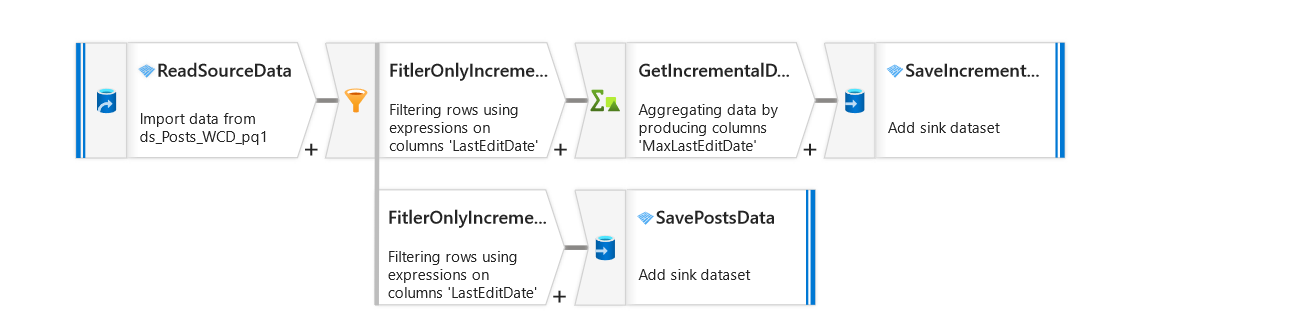 ReadSourceData
Import data from
ds_Posts_WCD_pq1
+
FitlerOnlyIncreme...
Filtering rows using
expressions on
columns 'LastEditDate'
+
GetIncrementalD...
Aggregating data by
producing columns
'MaxLastEditDate'
+
SaveIncrement...
Add sink dataset
FitlerOnlyIncreme...
Filtering rows using
expressions on
columns 'LastEditDate'
+
SavePostsData
Add sink dataset